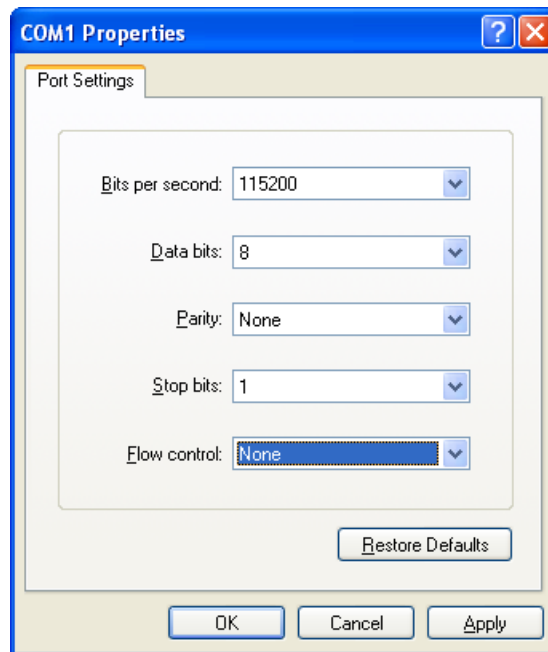 COM1 Properties
Port Settings
Bits per second: 115200
Data bits: 8
Parity: None
Stop bits: 1
Flow control: None
Restore Defaults
OK Cancel Apply